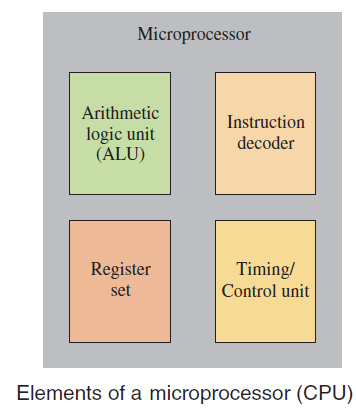 Microprocessor
Arithmetic
logic unit
(ALU)
Instruction
decoder
Register
set
Timing/
Control unit
Elements of a microprocessor (CPU)